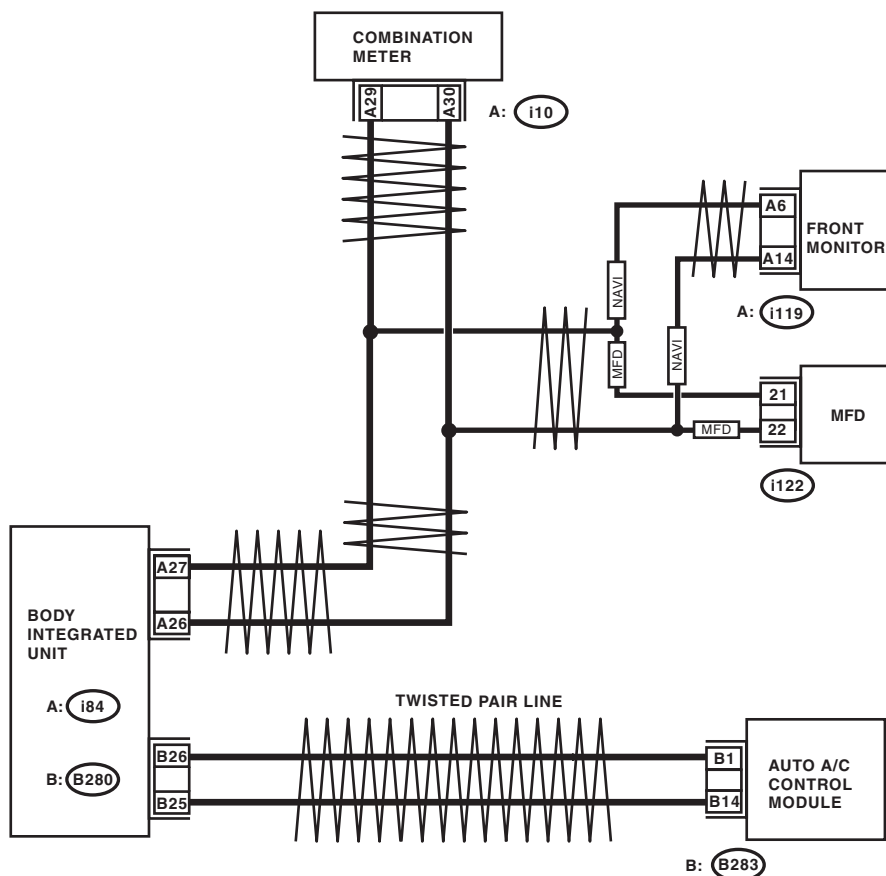 COMBINATION
METER
A29
A30
A: i10
A6
A14
FRONT
MONITOR
A: i119
NAVI
NAVI
MFD
MFD
21
22
MFD
i122
A27
A26
BODY
INTEGRATED
UNIT
A: i84
B: B280
B26
B25
TWISTED PAIR LINE
B1
B14
AUTO A/C
CONTROL
MODULE
B: B283